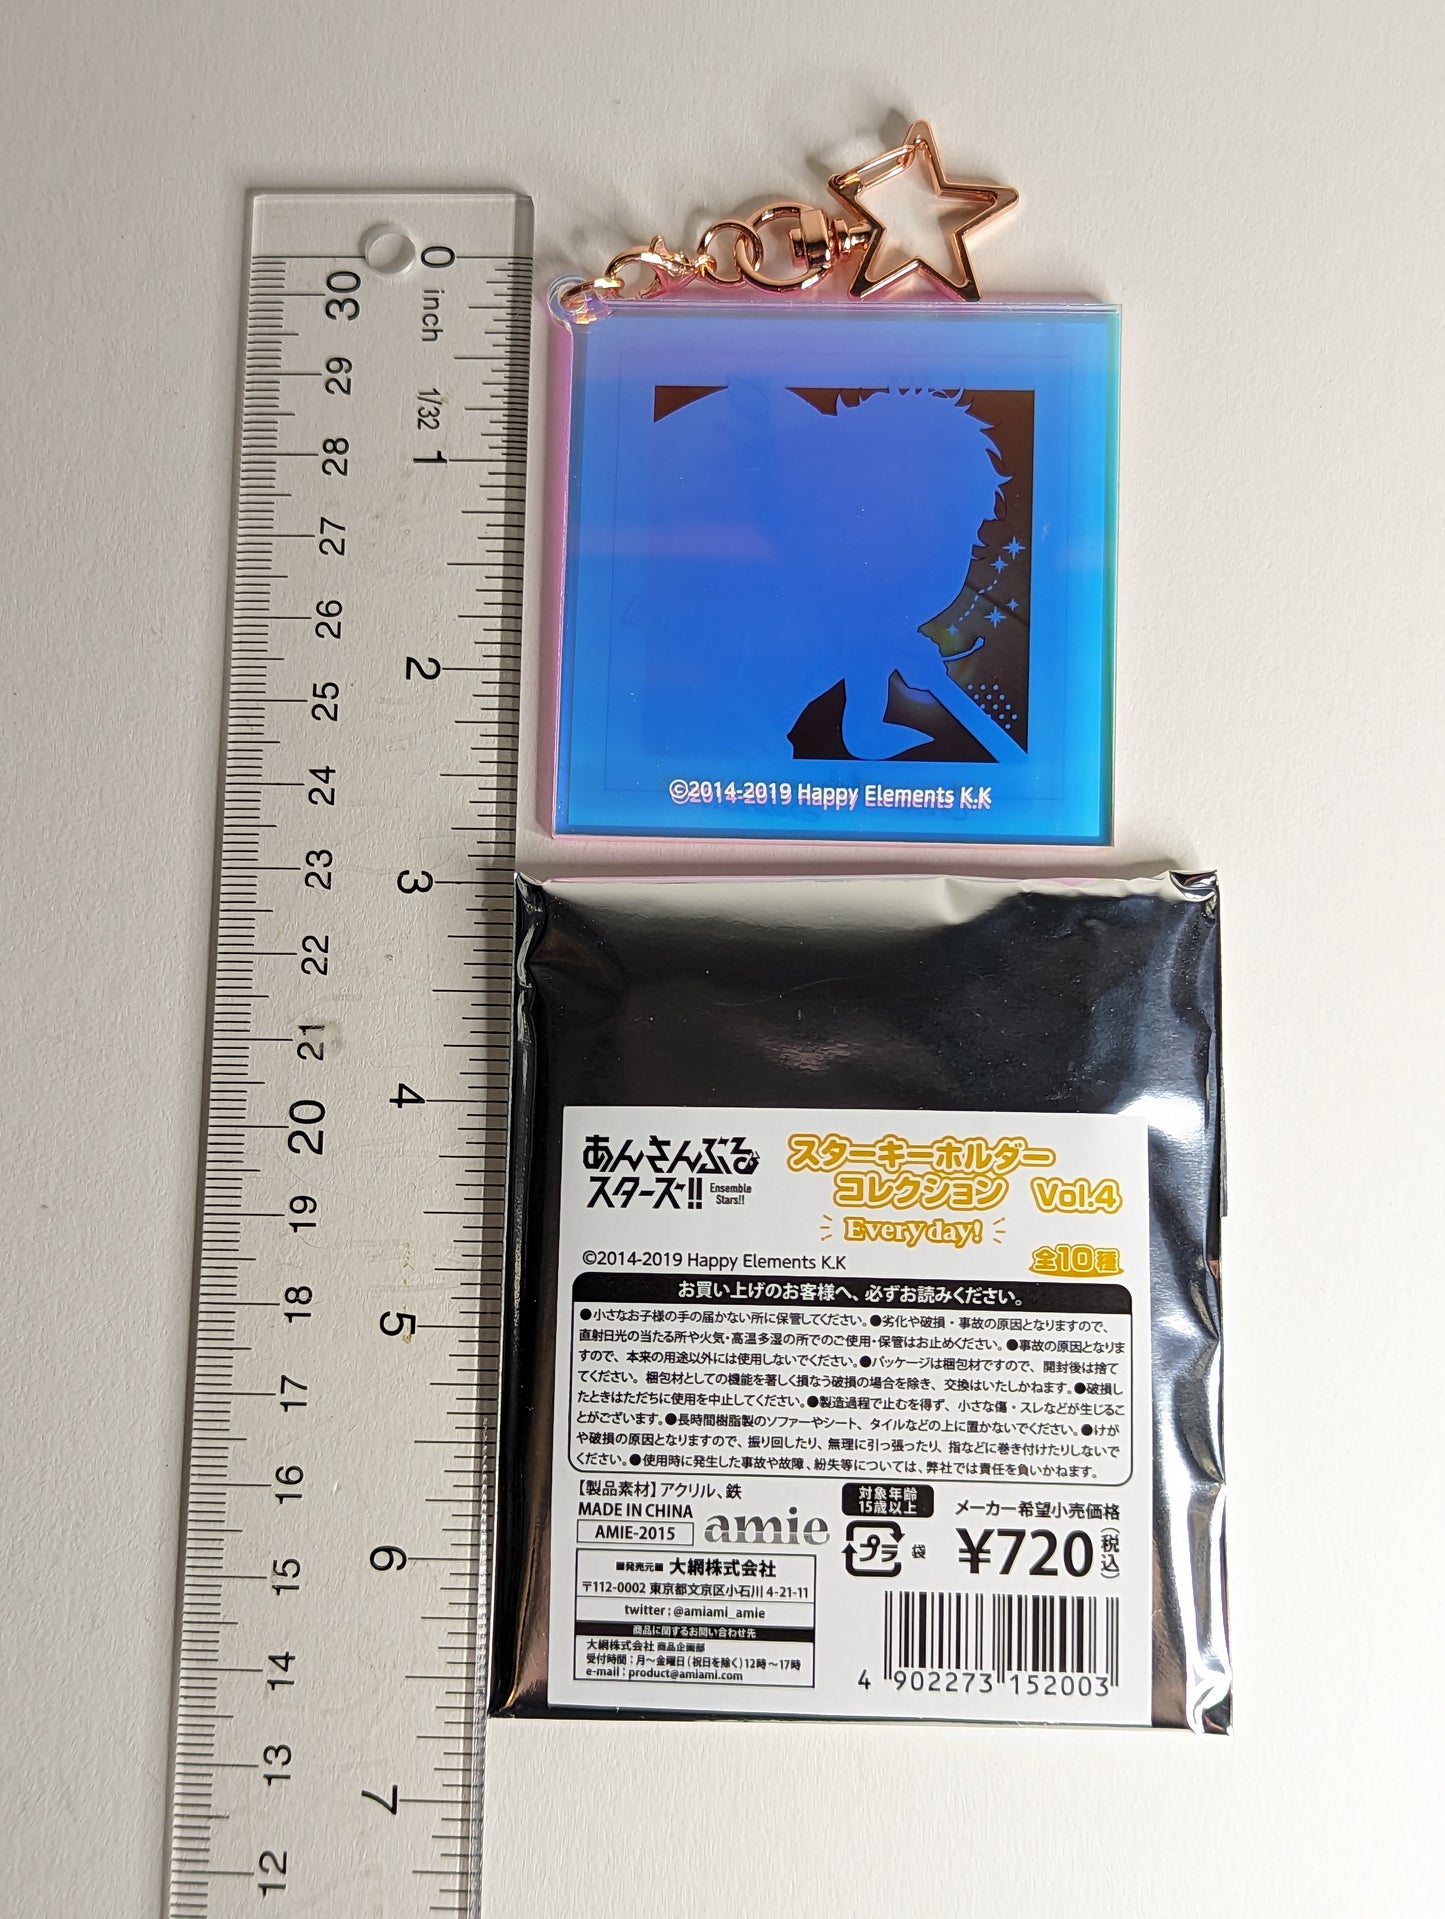 0
inch
1/32
1
2
3
4
5
6
7
30
29
28
27
26
25
24
23
22
21
20
19
18
17
16
15
14
13
12
©2014-2019 Happy Elements K.K
あんさんぶる
スターズ!!
Ensemble
Stars!!
スターキーホルダー
コレクション Vol.4
Everyday!
©2014-2019 Happy Elements K.K
全10種
お買い上げのお客様へ、必ずお読みください。
●小さなお子様の手の届かない所に保管してください。●劣化や破損・事故の原因となりますので、
直射日光の当たる所や火気・高温多湿の所でのご使用・保管はお止めください。●事故の原因となりま
すので、本来の用途以外には使用しないでください。●パッケージは梱包材ですので、開封後は捨て
てください。梱包材としての機能を著しく損なう破損の場合を除き、交換はいたしかねます。●破損し
たときはただちに使用を中止してください。●製造過程で止むを得ず、小さな傷・スレなどが生じるこ
とがございます。●長時間樹脂製のソファーやシート、タイルなどの上に置かないでください。●けが
や破損の原因となりますので、振り回したり、無理に引っ張ったり、指などに巻き付けたりしないで
ください。●使用時に発生した事故や故障、紛失等については、弊社では責任を負いかねます。
【製品素材】アクリル、鉄
MADE IN CHINA
AMIE-2015
amie
対象年齢
15歳以上
プラ
袋
メーカー希望小売価格
¥720(税込)
■発売元■ 大網株式会社
〒112-0002 東京都文京区小石川 4-21-11
twitter : @amiami_amie
商品に関するお問い合わせ先
大網株式会社 商品企画部
受付時間：月～金曜日(祝日を除く)12時～17時
e-mail : product@amiami.com
4 902273 152003